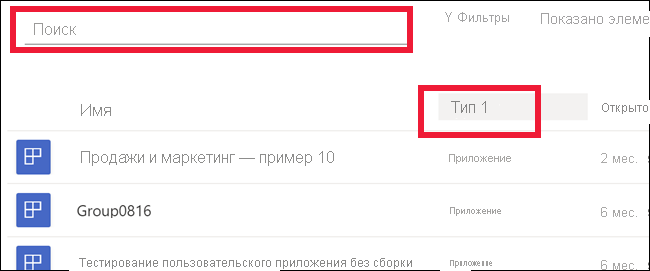 Поиск
Y Фильтры
Показано элеме
Имя
Тип 1
Открыто
Продажи и маркетинг — пример 10
Приложение
2 мес.
Group0816
Приложение
6 мес.
Тестирование пользовательского приложения без сборки
Приложение
6 мес.